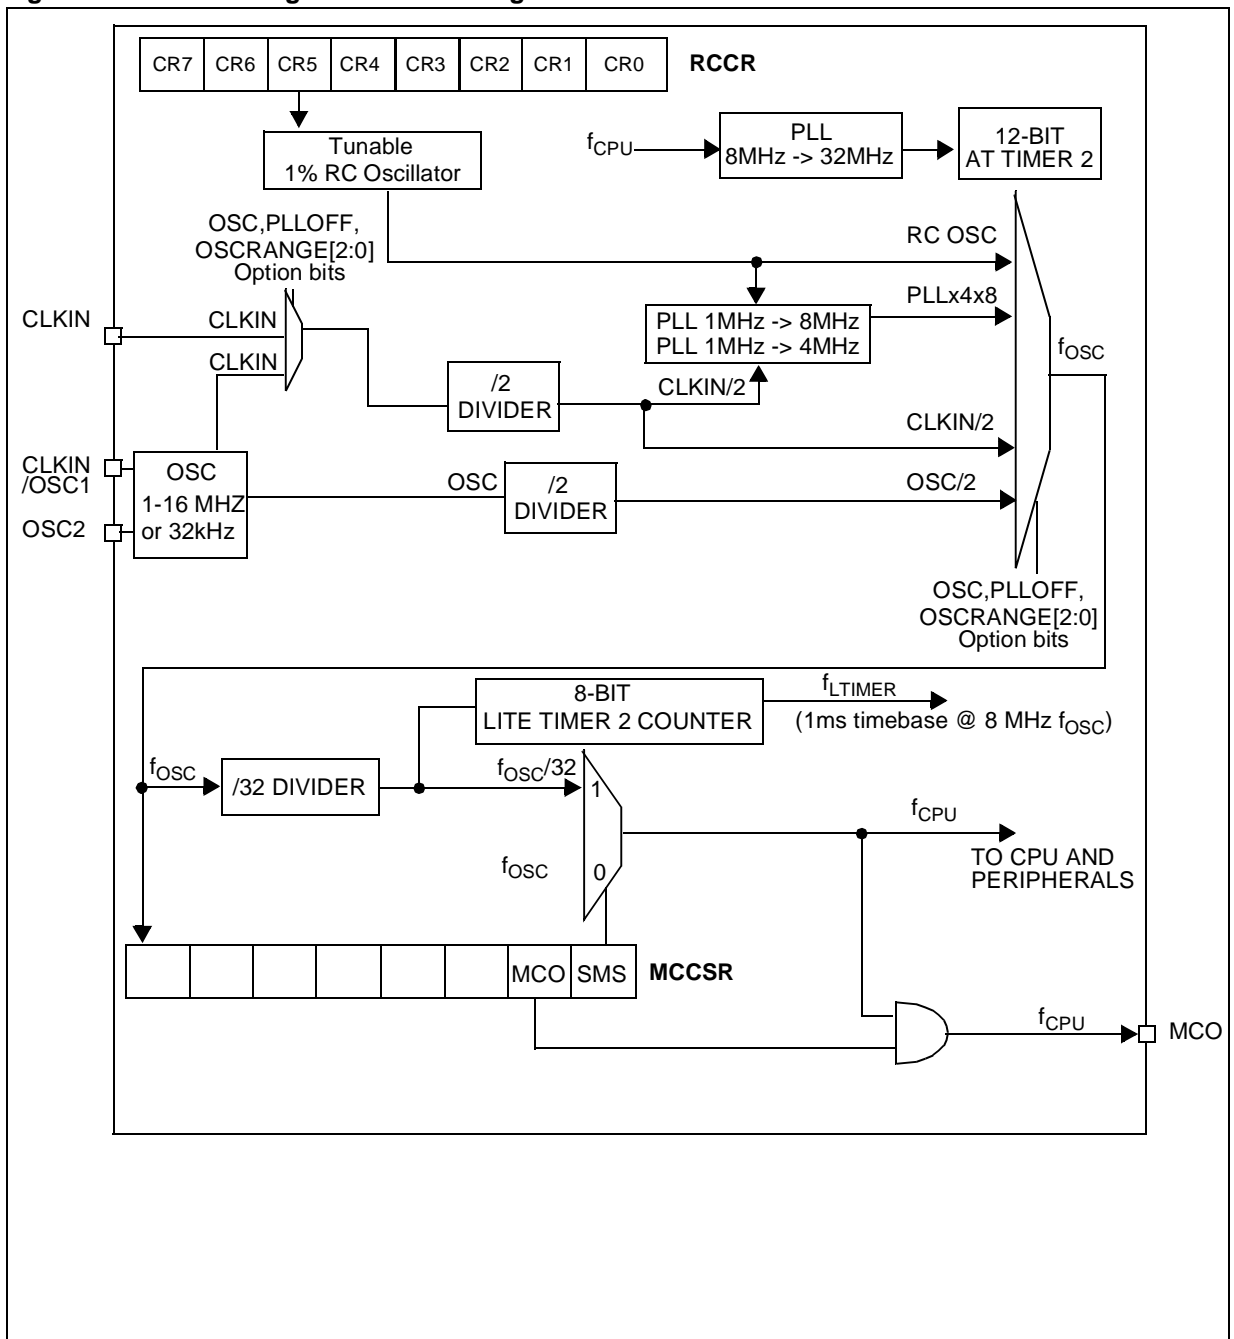 CR7 CR6 CR5 CR4 CR3 CR2 CR1 CR0 RCCR
Tunable
1% RC Oscillator
fCPU
PLL
8MHz -> 32MHz
12-BIT
AT TIMER 2
OSC,PLLOFF,
OSCRANGE[2:0]
Option bits
RC OSC
PLLx4x8
CLKIN
CLKIN
CLKIN
PLL 1MHz -> 8MHz
PLL 1MHz -> 4MHz
fOSC
/2
DIVIDER
CLKIN/2
CLKIN/2
CLKIN
/OSC1
OSC2
OSC
1-16 MHZ
or 32kHz
OSC
/2
DIVIDER
OSC/2
OSC,PLLOFF,
OSCRANGE[2:0]
Option bits
8-BIT
LITE TIMER 2 COUNTER
fLTIMER
(1ms timebase @ 8 MHz fOSC)
fOSC
/32 DIVIDER
fOSC/32
1
fOSC
0
fCPU
TO CPU AND
PERIPHERALS
MCO SMS MCCSR
fCPU
MCO